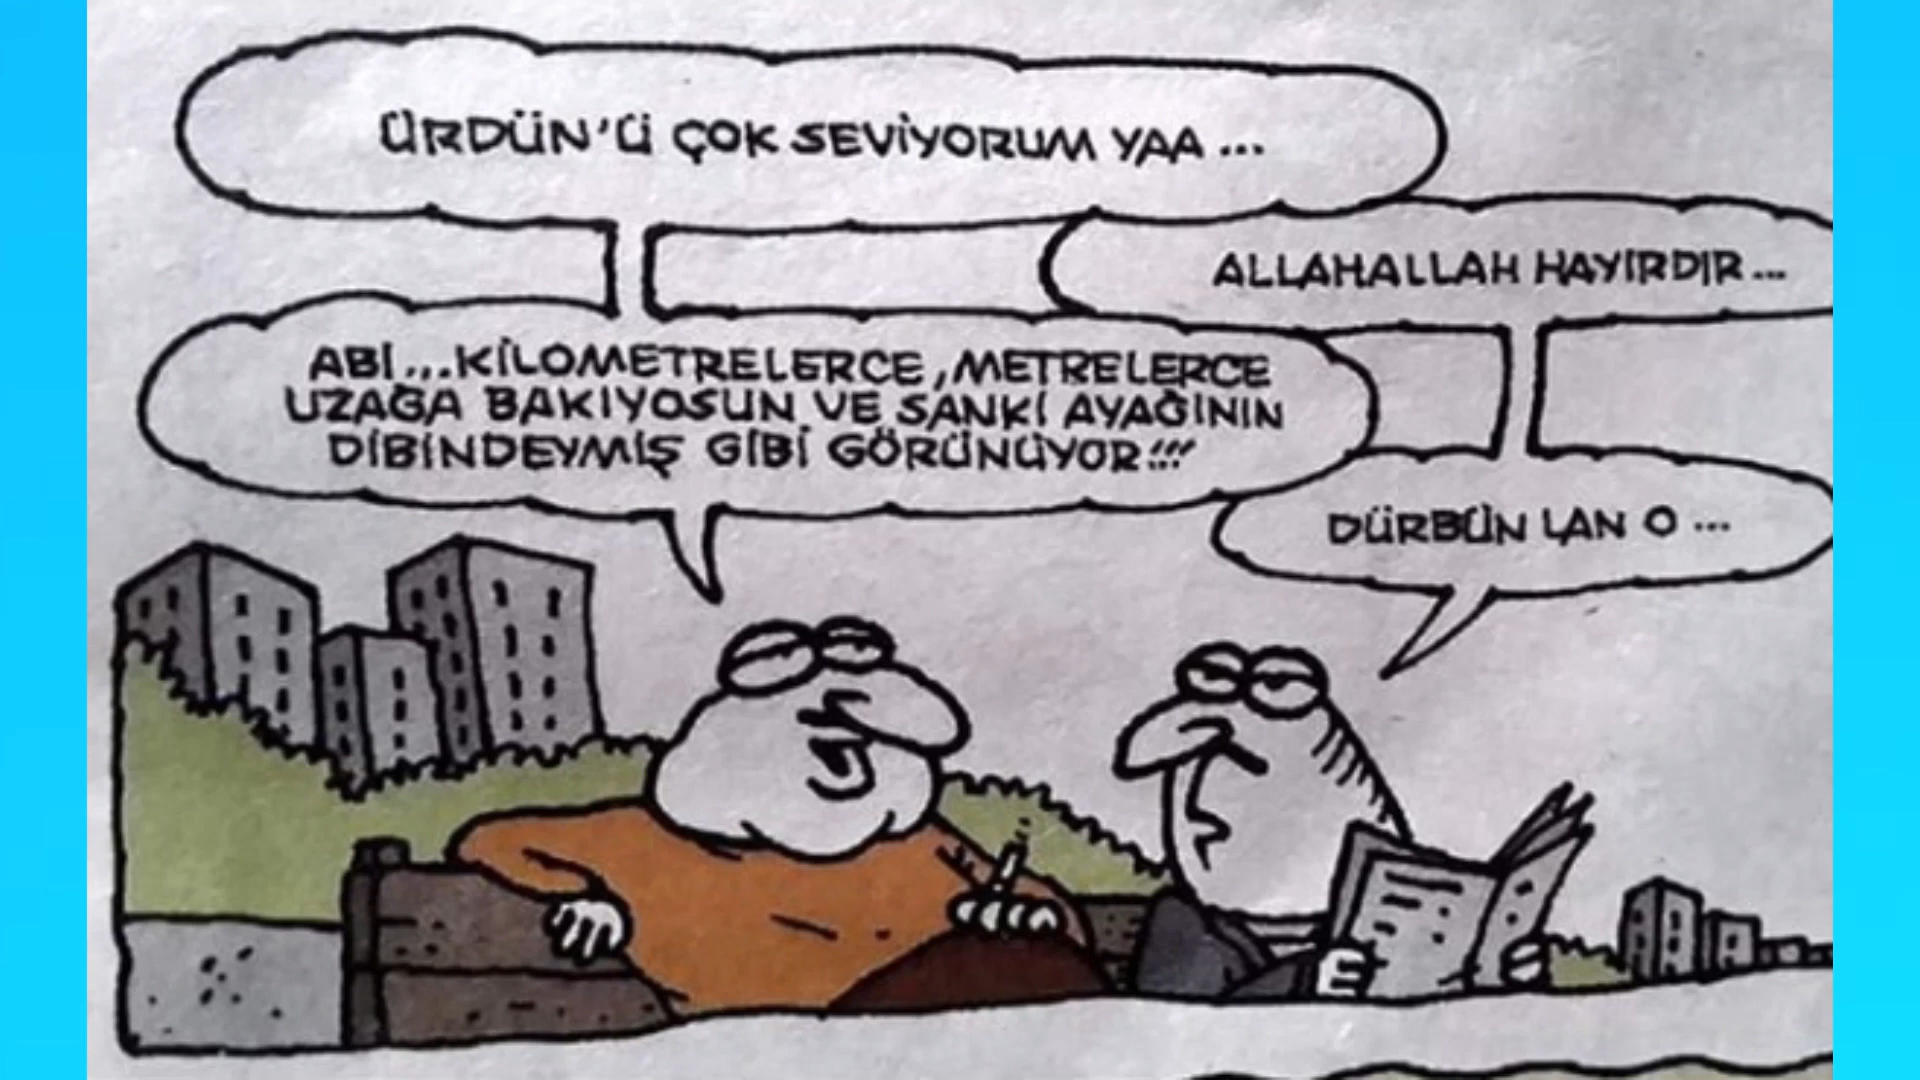 ÜRDÜN'Ü ÇOK SEVİYORUM YAA...
ALLAHALLAH HAYIRDIR...
ABİ...KİLOMETRELERCE, METRELERCE
UZAĞA BAKIYOSUN VE SANKİ AYAĞININ
DİBİNDEYMİŞ GİBİ GÖRÜNÜYOR!!!
DÜRBÜN LAN O...